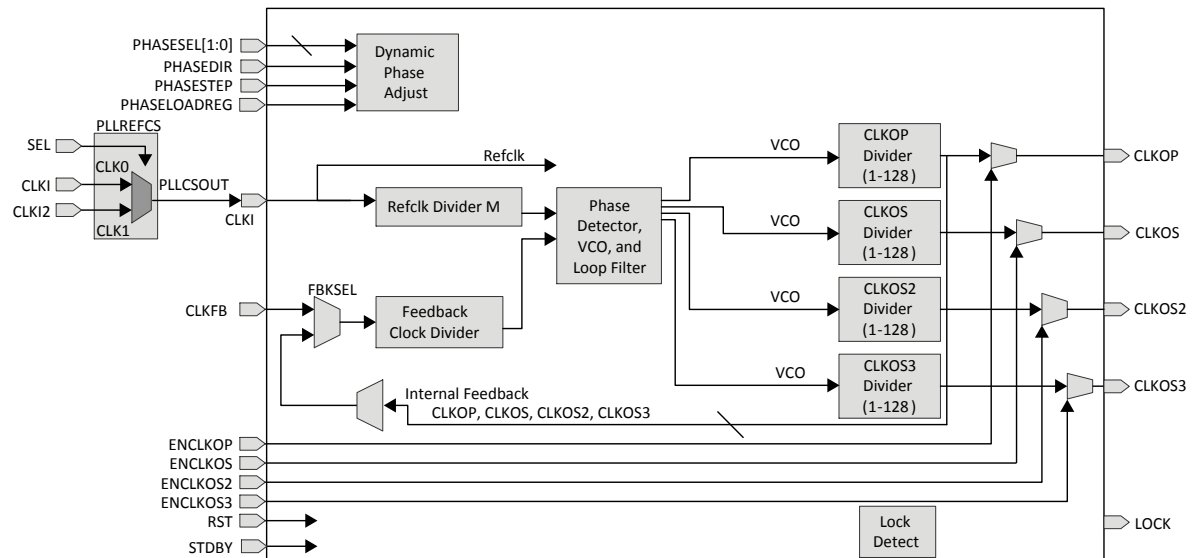 PHASESEL[1:0]
PHASEDIR
PHASESTEP
PHASELOADREG
Dynamic
Phase
Adjust
PLLREFCS
SEL
CLK0
CLKI
CLKI2
CLK1
PLLCSOUT
CLKI
Refclk
Refclk Divider M
Phase
Detector,
VCO, and
Loop Filter
VCO
CLKOP
Divider
(1-128)
CLKOP
VCO
CLKOS
Divider
(1-128)
CLKOS
CLKFB
FBKSEL
Feedback
Clock Divider
VCO
CLKOS2
Divider
(1-128)
CLKOS2
VCO
CLKOS3
Divider
(1-128)
CLKOS3
Internal Feedback
CLKOP, CLKOS, CLKOS2, CLKOS3
ENCLKOP
ENCLKOS
ENCLKOS2
ENCLKOS3
RST
STDBY
Lock
Detect
LOCK